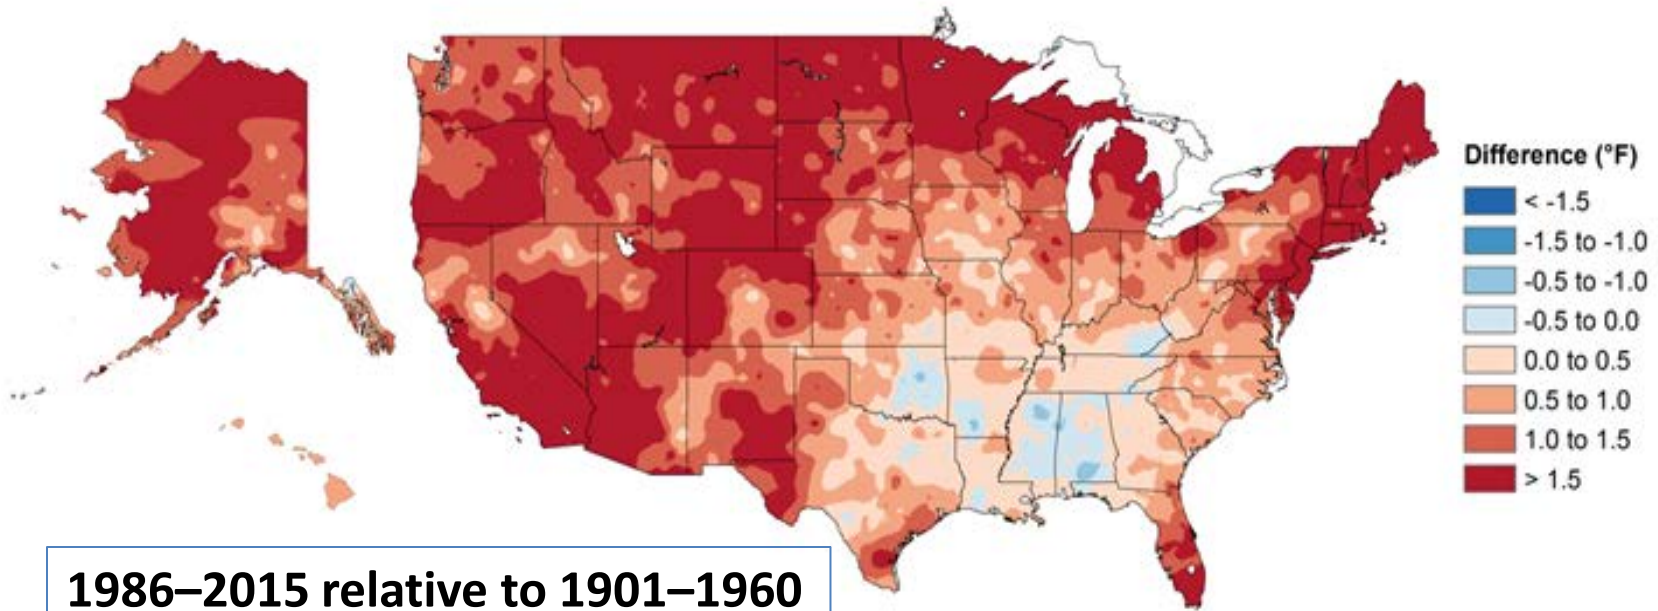 Difference (°F)
< -1.5
-1.5 to -1.0
-0.5 to -1.0
-0.5 to 0.0
0.0 to 0.5
0.5 to 1.0
1.0 to 1.5
> 1.5
1986–2015 relative to 1901–1960